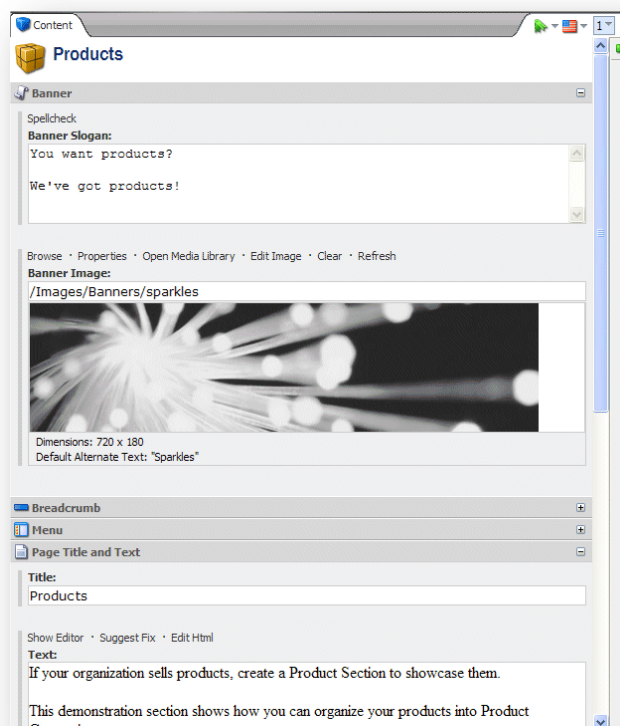 Content
1
Products
Banner
Spellcheck
Banner Slogan:
You want products?
We've got products!
Browse · Properties · Open Media Library · Edit Image · Clear · Refresh
Banner Image:
/Images/Banners/sparkles
Dimensions: 720 x 180
Default Alternate Text: "Sparkles"
Breadcrumb
Menu
Page Title and Text
Title:
Products
Show Editor · Suggest Fix · Edit Html
Text:
If your organization sells products, create a Product Section to showcase them.
This demonstration section shows how you can organize your products into Product